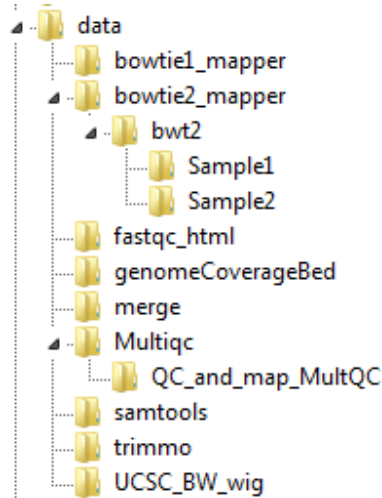 data
bowtie1_mapper
bowtie2_mapper
bwt2
Sample1
Sample2
fastqc_html
genomeCoverageBed
merge
Multiqc
QC_and_map_MultQC
samtools
trimmo
UCSC_BW_wig